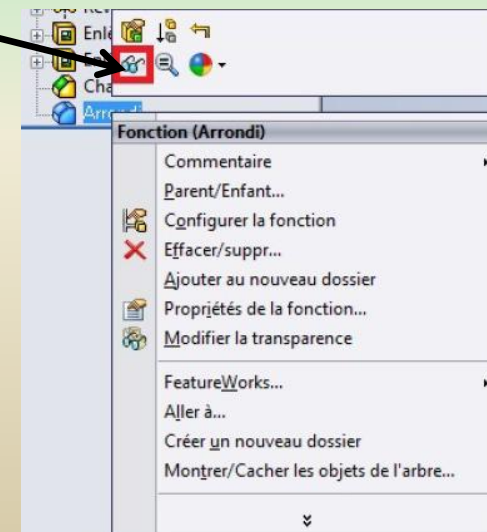 Enlè
Cha
Arrondi
Fonction (Arrondi)
Commentaire
Parent/Enfant...
Configurer la fonction
Effacer/suppr...
Ajouter au nouveau dossier
Propriétés de la fonction...
Modifier la transparence
FeatureWorks...
Aller à...
Créer un nouveau dossier
Montrer/Cacher les objets de l'arbre...